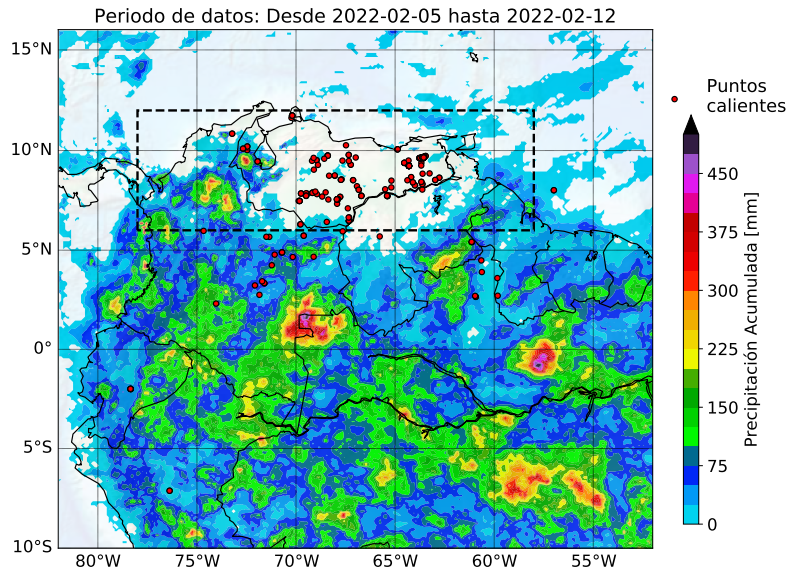 Periodo de datos: Desde 2022-02-05 hasta 2022-02-12
15°N
10°N
5°N
0°
5°S
10°S
80°W
75°W
70°W
65°W
60°W
55°W
Puntos
calientes
450
375
300
225
150
75
0
Precipitación Acumulada [mm]